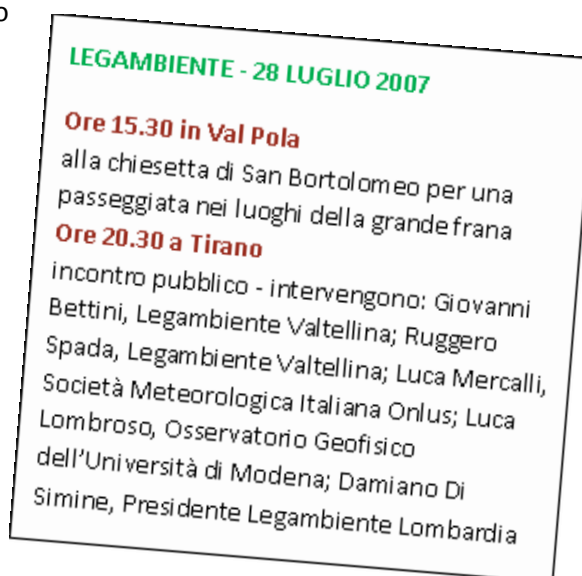 LEGAMBIENTE - 28 LUGLIO 2007
Ore 15.30 in Val Pola
alla chiesetta di San Bortolomeo per una
passeggiata nei luoghi della grande frana
Ore 20.30 a Tirano
incontro pubblico - intervengono: Giovanni
Bettini, Legambiente Valtellina; Ruggero
Spada, Legambiente Valtellina; Luca Mercalli,
Società Meteorologica Italiana Onlus; Luca
Lombroso, Osservatorio Geofisico
dell'Università di Modena; Damiano Di
Simine, Presidente Legambiente Lombardia